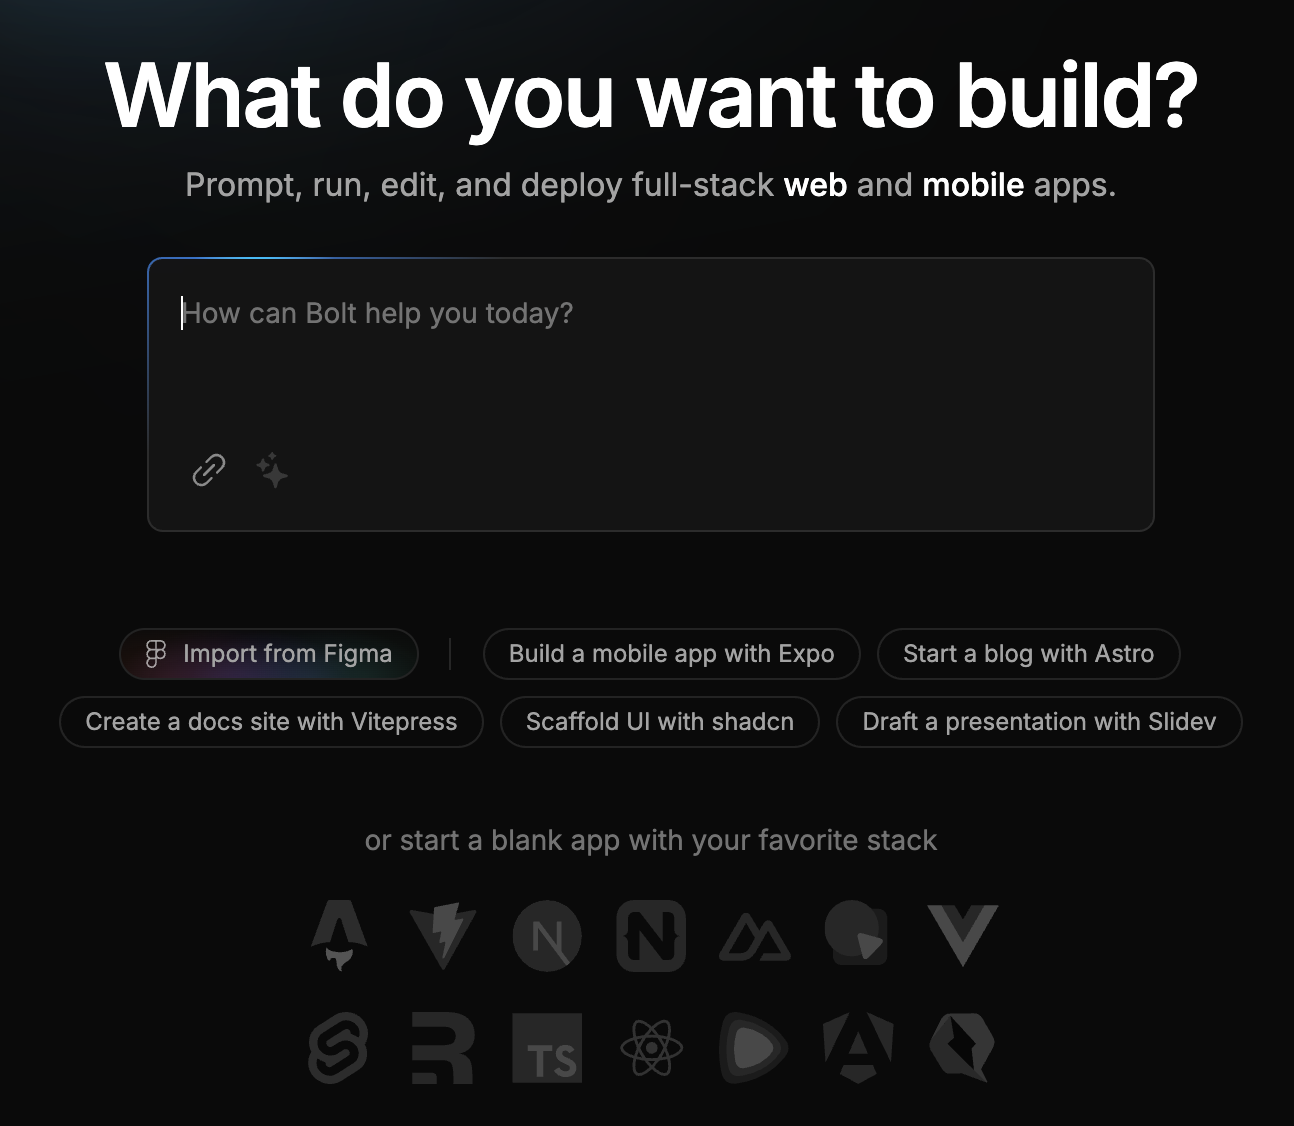 What do you want to build?
Prompt, run, edit, and deploy full-stack web and mobile apps.
How can Bolt help you today?
Import from Figma
Build a mobile app with Expo
Start a blog with Astro
Create a docs site with Vitepress
Scaffold UI with shadcn
Draft a presentation with Slidev
or start a blank app with your favorite stack
N
N
TS